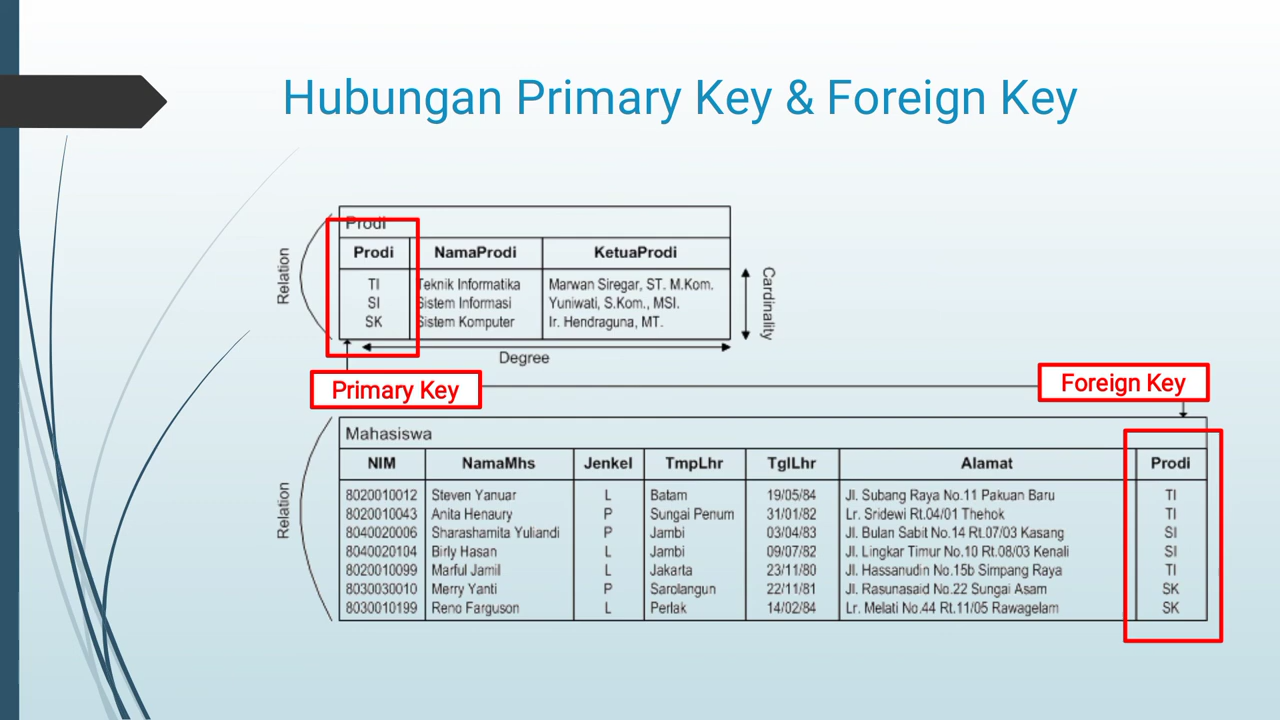 Hubungan Primary Key & Foreign Key
Relation
Prodi
Prodi NamaProdi KetuaProdi
TI Teknik Informatika Marwan Siregar, ST. M.Kom.
SI Sistem Informasi Yuniwati, S.Kom., MSI.
SK Sistem Komputer Ir. Hendraguna, MT.
Cardinality
Degree
Primary Key
Foreign Key
Relation
Mahasiswa
NIM NamaMhs Jenkel TmpLhr TglLhr Alamat Prodi
8020010012 Steven Yanuar L Batam 19/05/84 Jl. Subang Raya No.11 Pakuan Baru TI
8020010043 Anita Henaury P Sungai Penum 31/01/82 Lr. Sridewi Rt.04/01 Thehok TI
8040020006 Sharashamita Yuliandi P Jambi 03/04/83 Jl. Bulan Sabit No.14 Rt.07/03 Kasang SI
8040020104 Birly Hasan L Jambi 09/07/82 Jl. Lingkar Timur No.10 Rt.08/03 Kenali SI
8020010099 Marful Jamil L Jakarta 23/11/80 Jl. Hassanudin No.15b Simpang Raya TI
8030030010 Merry Yanti P Sarolangun 22/11/81 Jl. Rasunasaid No.22 Sungai Asam SK
8030010199 Reno Farguson L Perlak 14/02/84 Lr. Melati No.44 Rt.11/05 Rawagelam SK